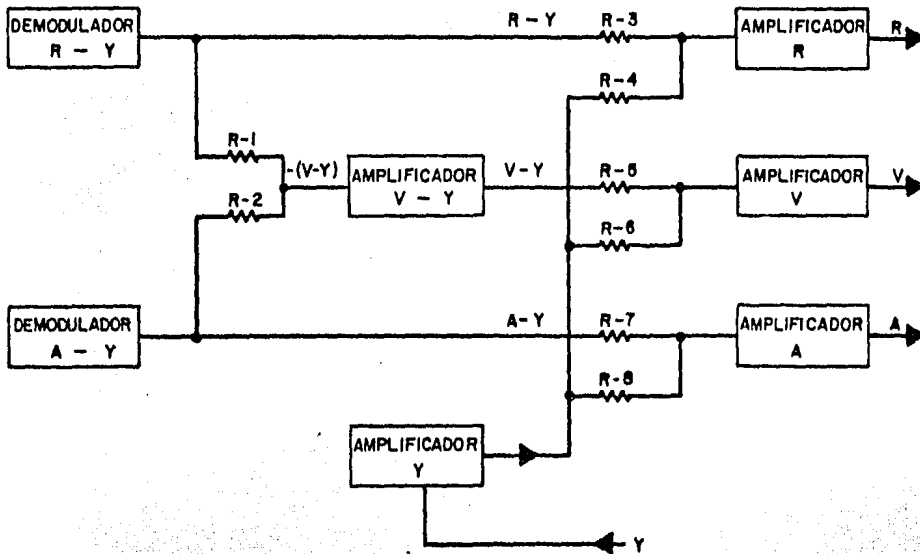 DEMODULADOR
R - Y
R - Y
R-3
AMPLIFICADOR
R
R
R-4
R-1
-(V-Y)
R-2
AMPLIFICADOR
V - Y
V-Y
R-5
R-6
AMPLIFICADOR
V
V
DEMODULADOR
A - Y
A-Y
R-7
AMPLIFICADOR
A
A
R-8
AMPLIFICADOR
Y
Y